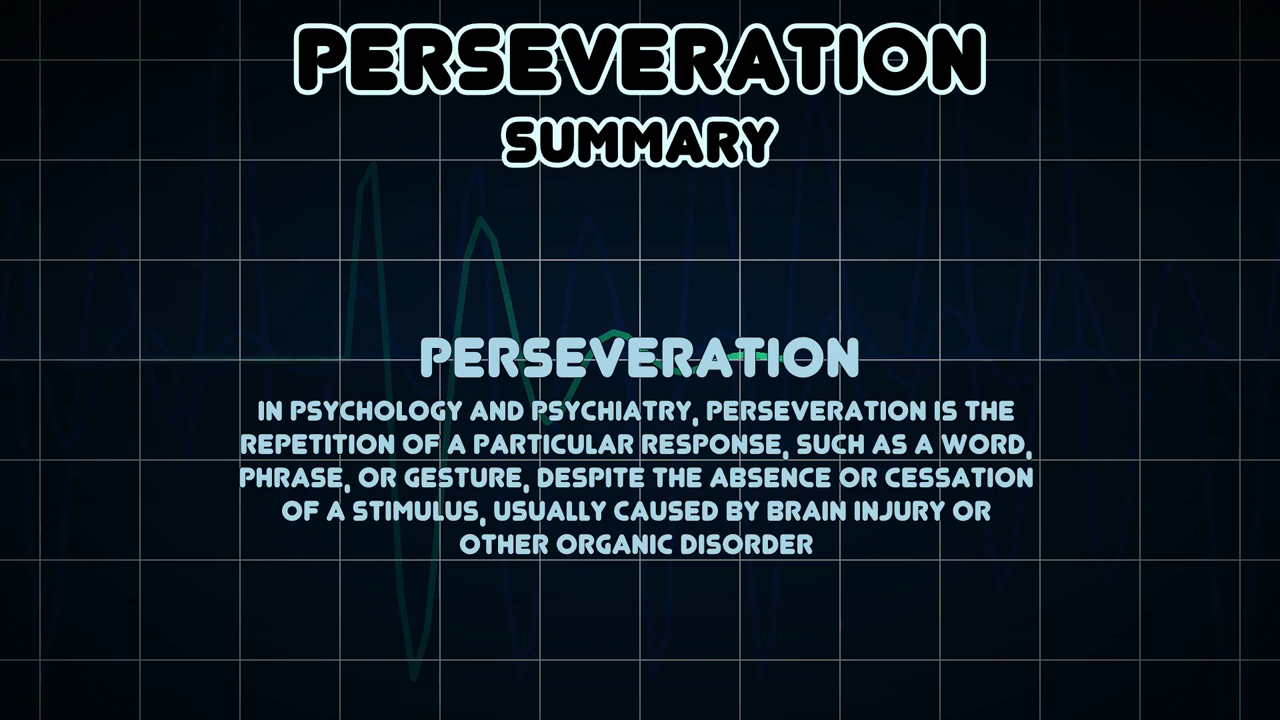 PERSEVERATION
SUMMARY
PERSEVERATION
IN PSYCHOLOGY AND PSYCHIATRY, PERSEVERATION IS THE
REPETITION OF A PARTICULAR RESPONSE, SUCH AS A WORD,
PHRASE, OR GESTURE, DESPITE THE ABSENCE OR CESSATION
OF A STIMULUS, USUALLY CAUSED BY BRAIN INJURY OR
OTHER ORGANIC DISORDER